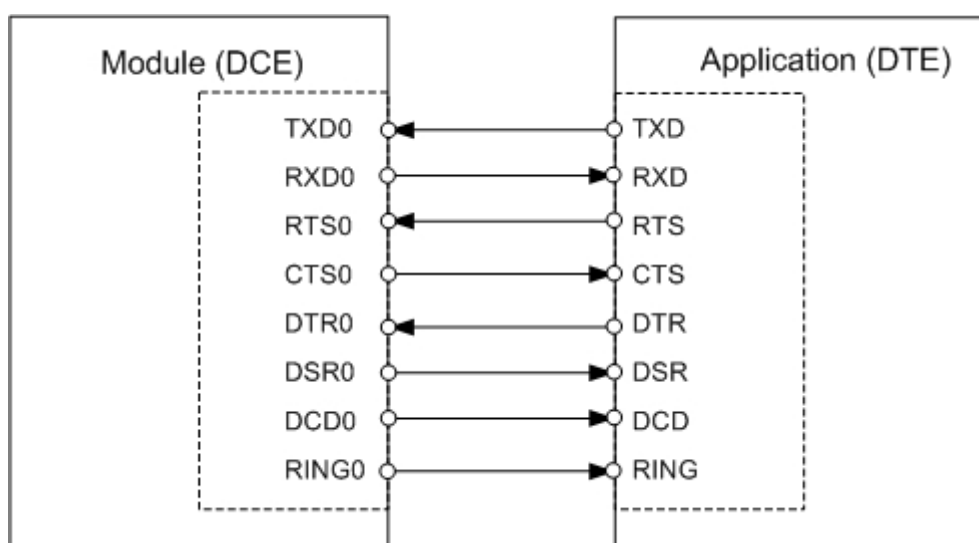 Module (DCE)
Application (DTE)
TXD0
TXD
RXD0
RXD
RTS0
RTS
CTS0
CTS
DTR0
DTR
DSR0
DSR
DCD0
DCD
RING0
RING